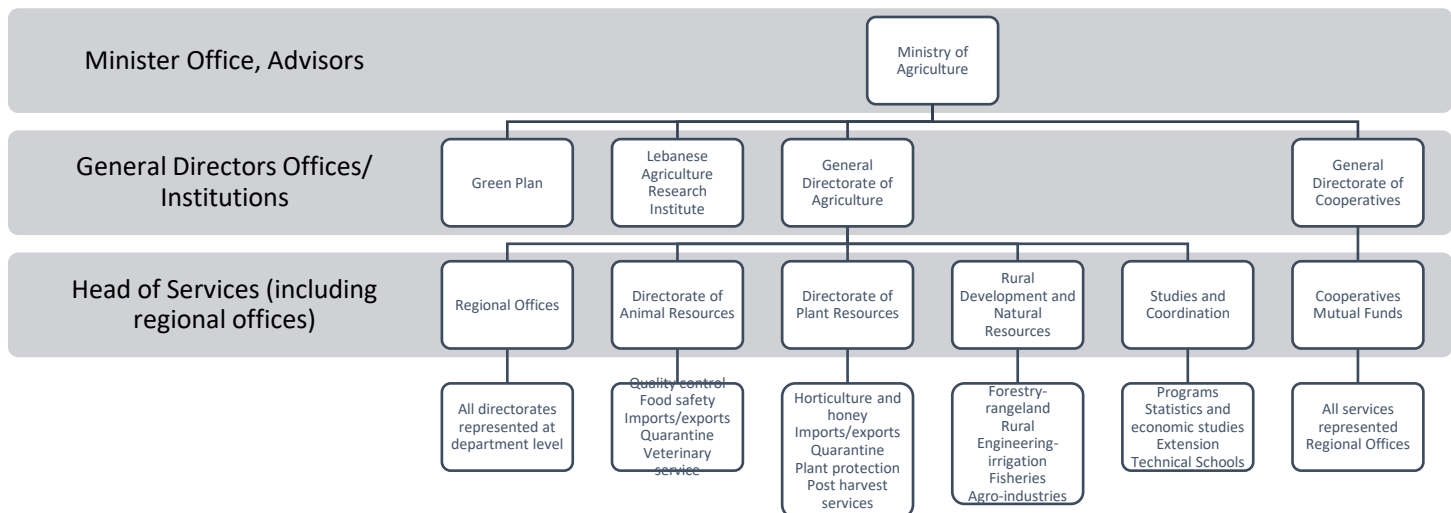 Minister Office, Advisors
Ministry of
Agriculture
General Directors Offices/
Institutions
Green Plan
Lebanese
Agriculture
Research
Institute
General
Directorate of
Agriculture
General
Directorate of
Cooperatives
Head of Services (including
regional offices)
Regional Offices
Directorate of
Animal Resources
Directorate of
Plant Resources
Rural
Development and
Natural
Resources
Studies and
Coordination
Cooperatives
Mutual Funds
All directorates
represented at
department level
Quality control
Food safety
Imports/exports
Quarantine
Veterinary
service
Horticulture and
honey
Imports/exports
Quarantine
Plant protection
Post harvest
services
Forestry-
rangeland
Rural
Engineering-
irrigation
Fisheries
Agro-industries
Programs
Statistics and
economic studies
Extension
Technical Schools
All services
represented
Regional Offices